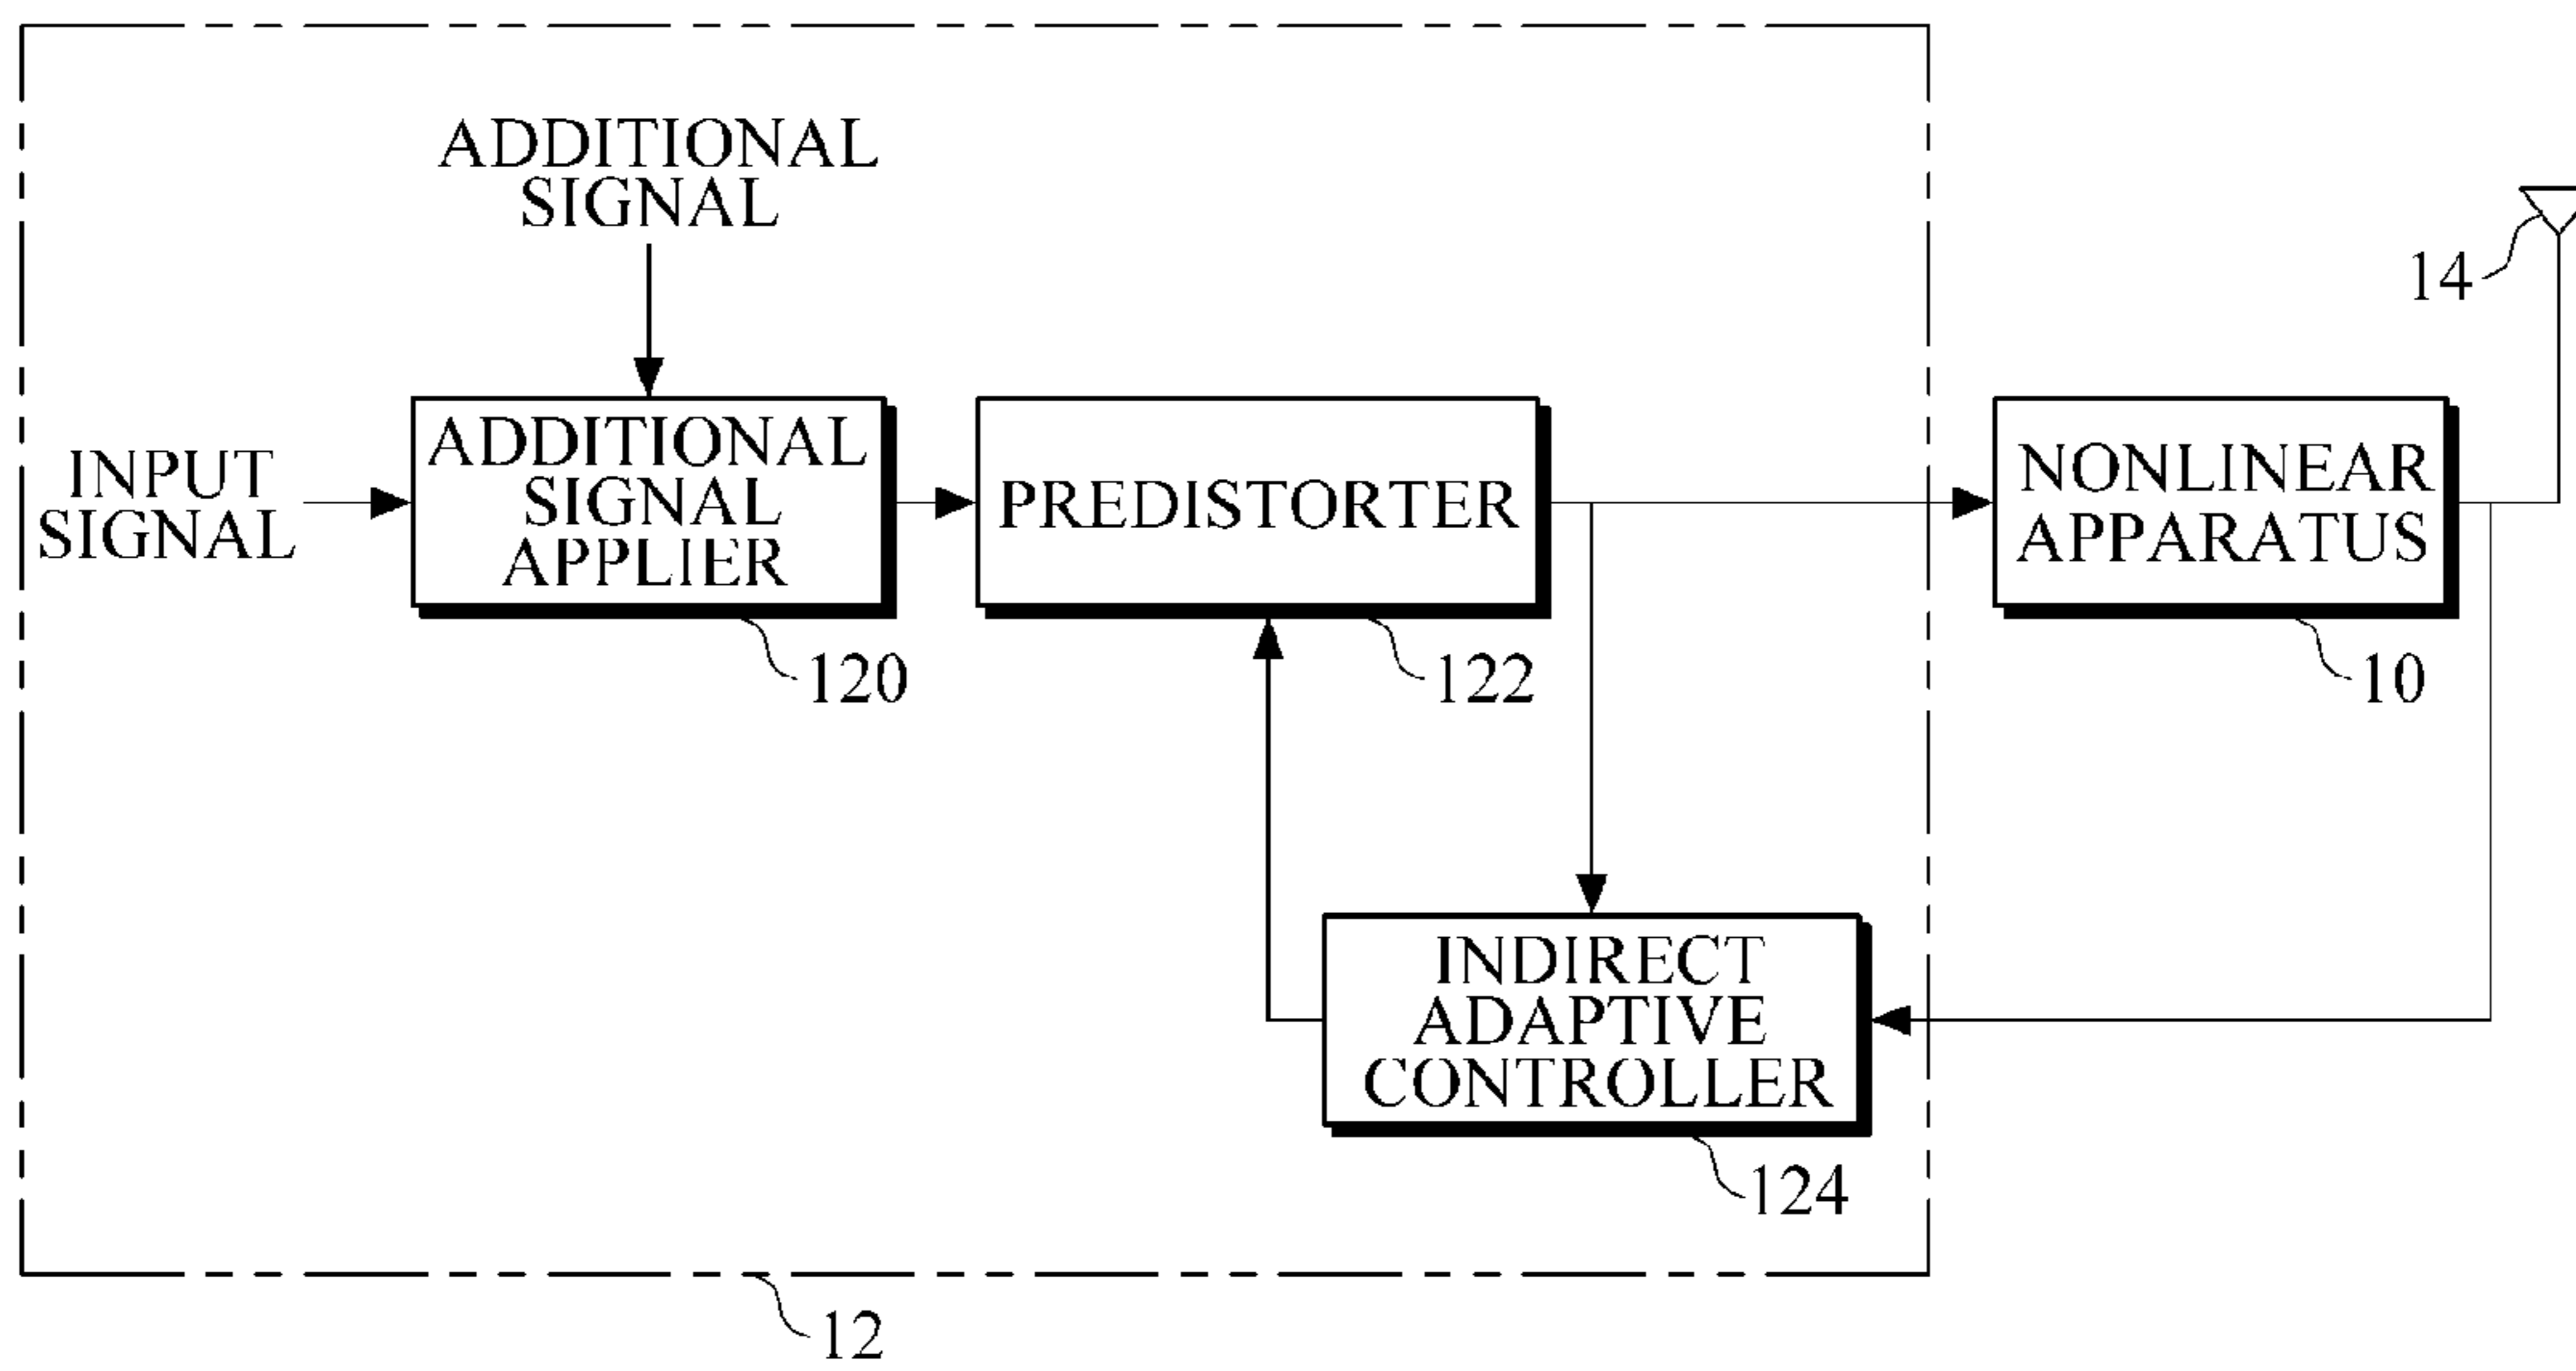 ADDITIONAL
SIGNAL
14
INPUT
SIGNAL
ADDITIONAL
SIGNAL
APPLIER
PREDISTORTER
NONLINEAR
APPARATUS
120
122
10
INDIRECT
ADAPTIVE
CONTROLLER
124
12